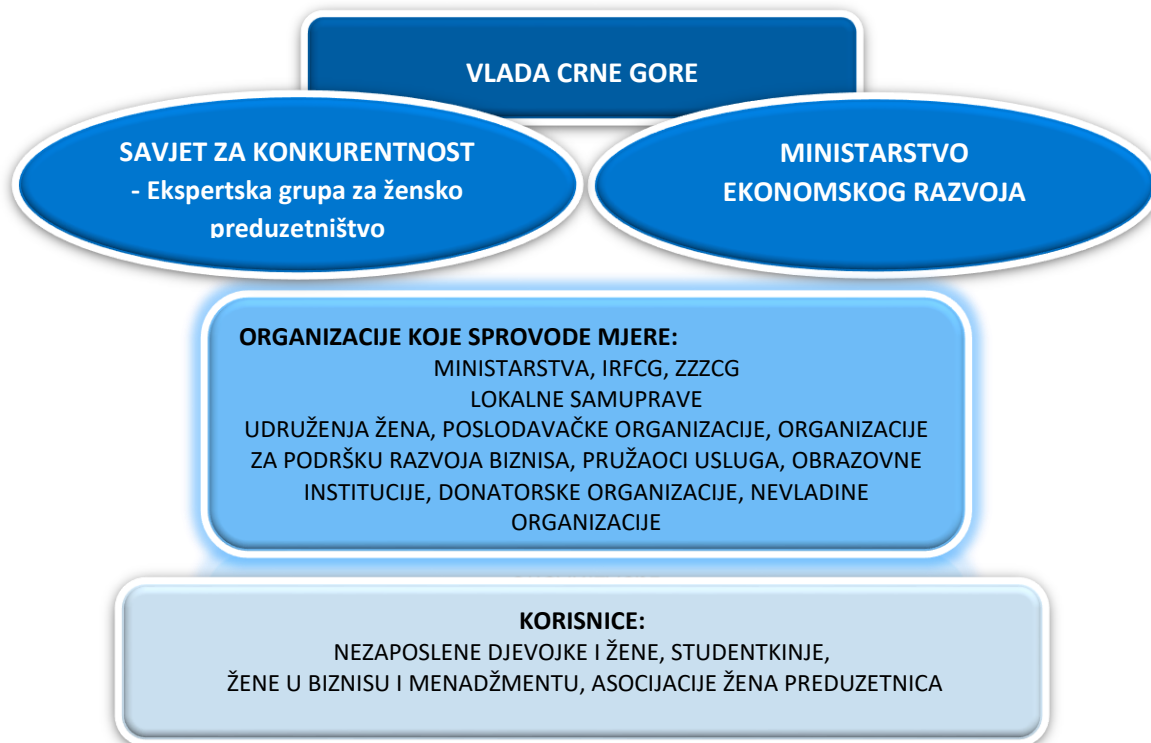 VLADA CRNE GORE
SAVJET ZA KONKURENTNOST
- Ekspertska grupa za žensko
preduzetništvo
MINISTARSTVO
EKONOMSKOG RAZVOJA
ORGANIZACIJE KOJE SPROVODE MJERE:
MINISTARSTVA, IRFCG, ZZZCG
LOKALNE SAMUPRAVE
UDRUŽENJA ŽENA, POSLODAVAČKE ORGANIZACIJE, ORGANIZACIJE
ZA PODRŠKU RAZVOJA BIZNISA, PRUŽAOCI USLUGA, OBRAZOVNE
INSTITUCIJE, DONATORSKE ORGANIZACIJE, NEVLADINE
ORGANIZACIJE
KORISNICE:
NEZAPOSLENE DJEVOJKE I ŽENE, STUDENTKINJE,
ŽENE U BIZNISU I MENADŽMENTU, ASOCIJACIJE ŽENA PREDUZETNICA